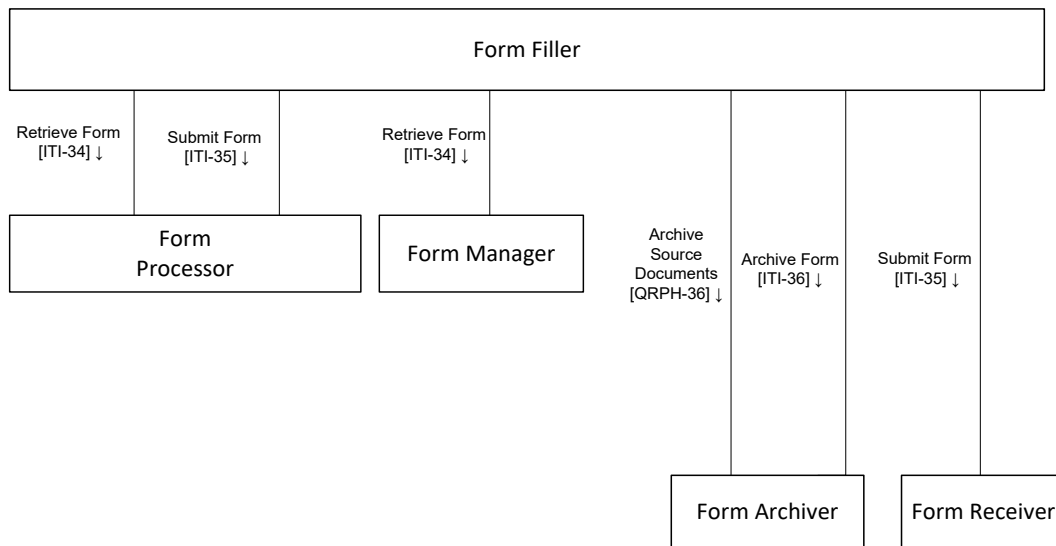 Form Filler
Retrieve Form
[ITI-34] ↓
Submit Form
[ITI-35] ↓
Retrieve Form
[ITI-34] ↓
Form
Processor
Form Manager
Archive
Source
Documents
[QRPH-36] ↓
Archive Form
[ITI-36] ↓
Submit Form
[ITI-35] ↓
Form Archiver
Form Receiver